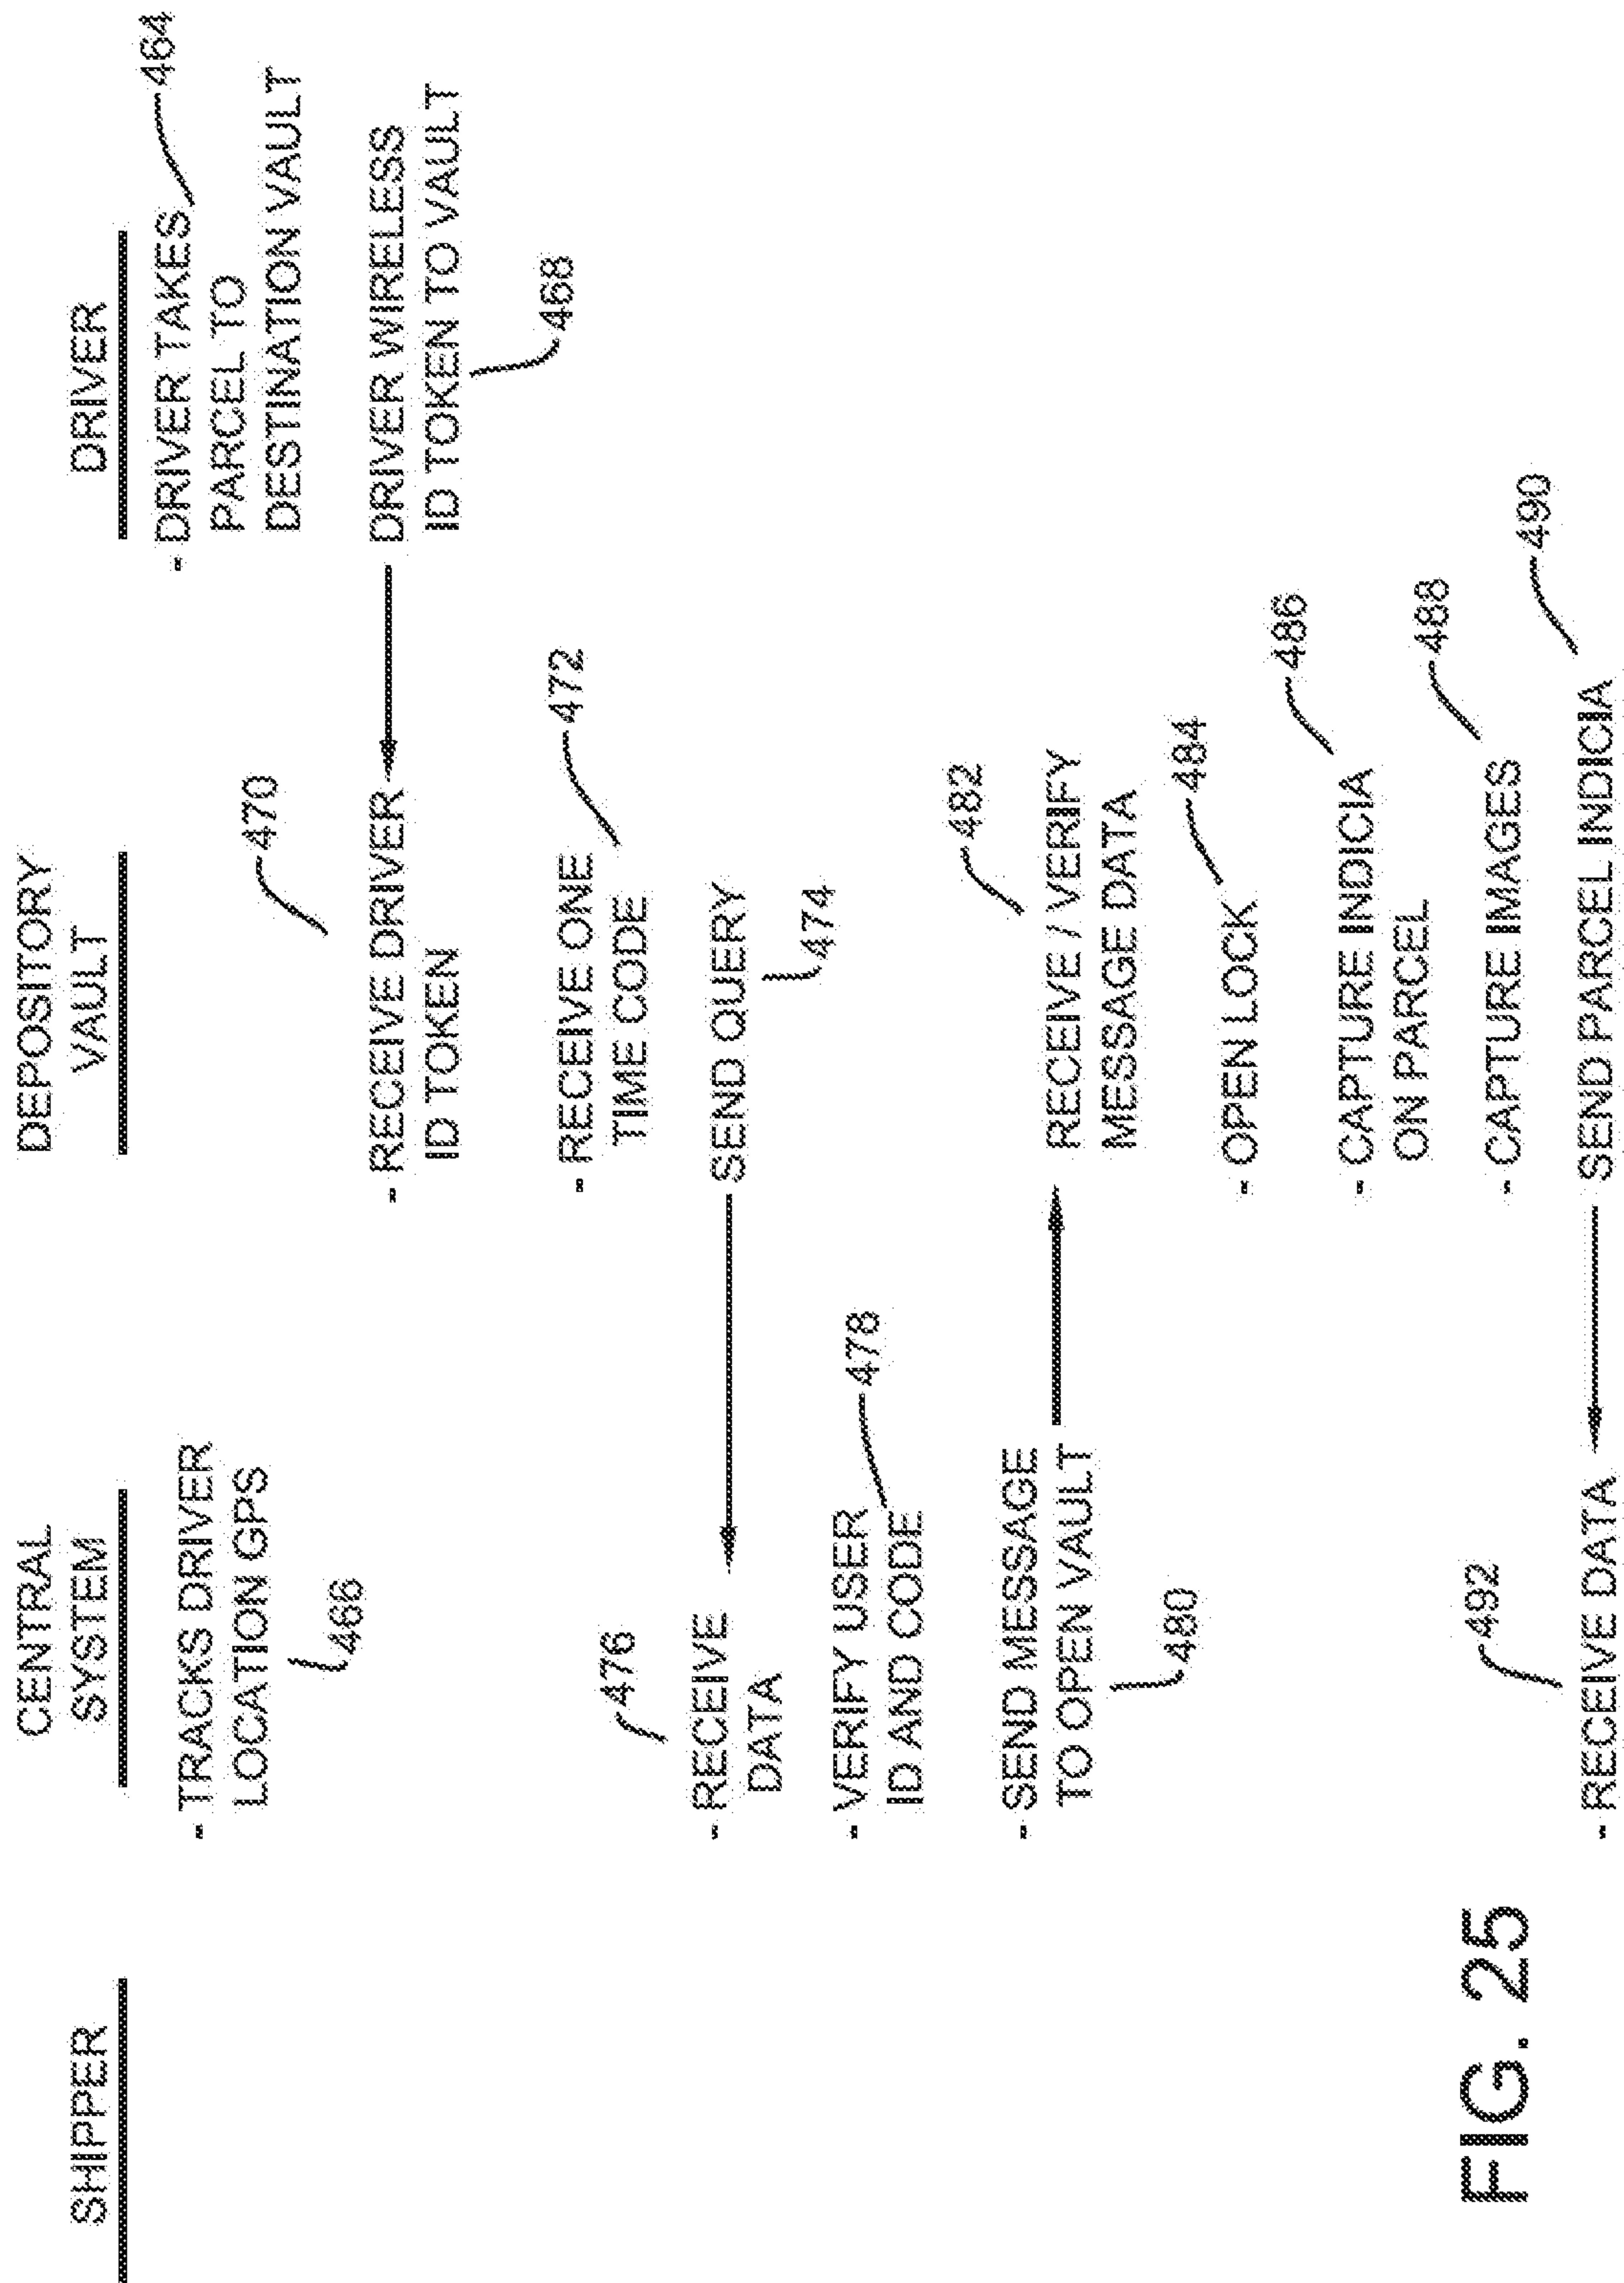 SHIPPER
CENTRAL
SYSTEM
DEPOSITORY
VAULT
DRIVER
- TRACKS DRIVER
LOCATION GPS
466
- DRIVER TAKES
PARCEL TO
DESTINATION VAULT
464
470
- RECEIVE DRIVER
ID TOKEN
DRIVER WIRELESS
ID TOKEN TO VAULT
468
- RECEIVE ONE
TIME CODE
472
476
- RECEIVE
DATA
SEND QUERY
474
- VERIFY USER
ID AND CODE
478
- SEND MESSAGE
TO OPEN VAULT
480
482
RECEIVE / VERIFY
MESSAGE DATA
- OPEN LOCK
484
- CAPTURE INDICIA
ON PARCEL
486
- CAPTURE IMAGES
488
492
- RECEIVE DATA
SEND PARCEL INDICIA
490
FIG. 25